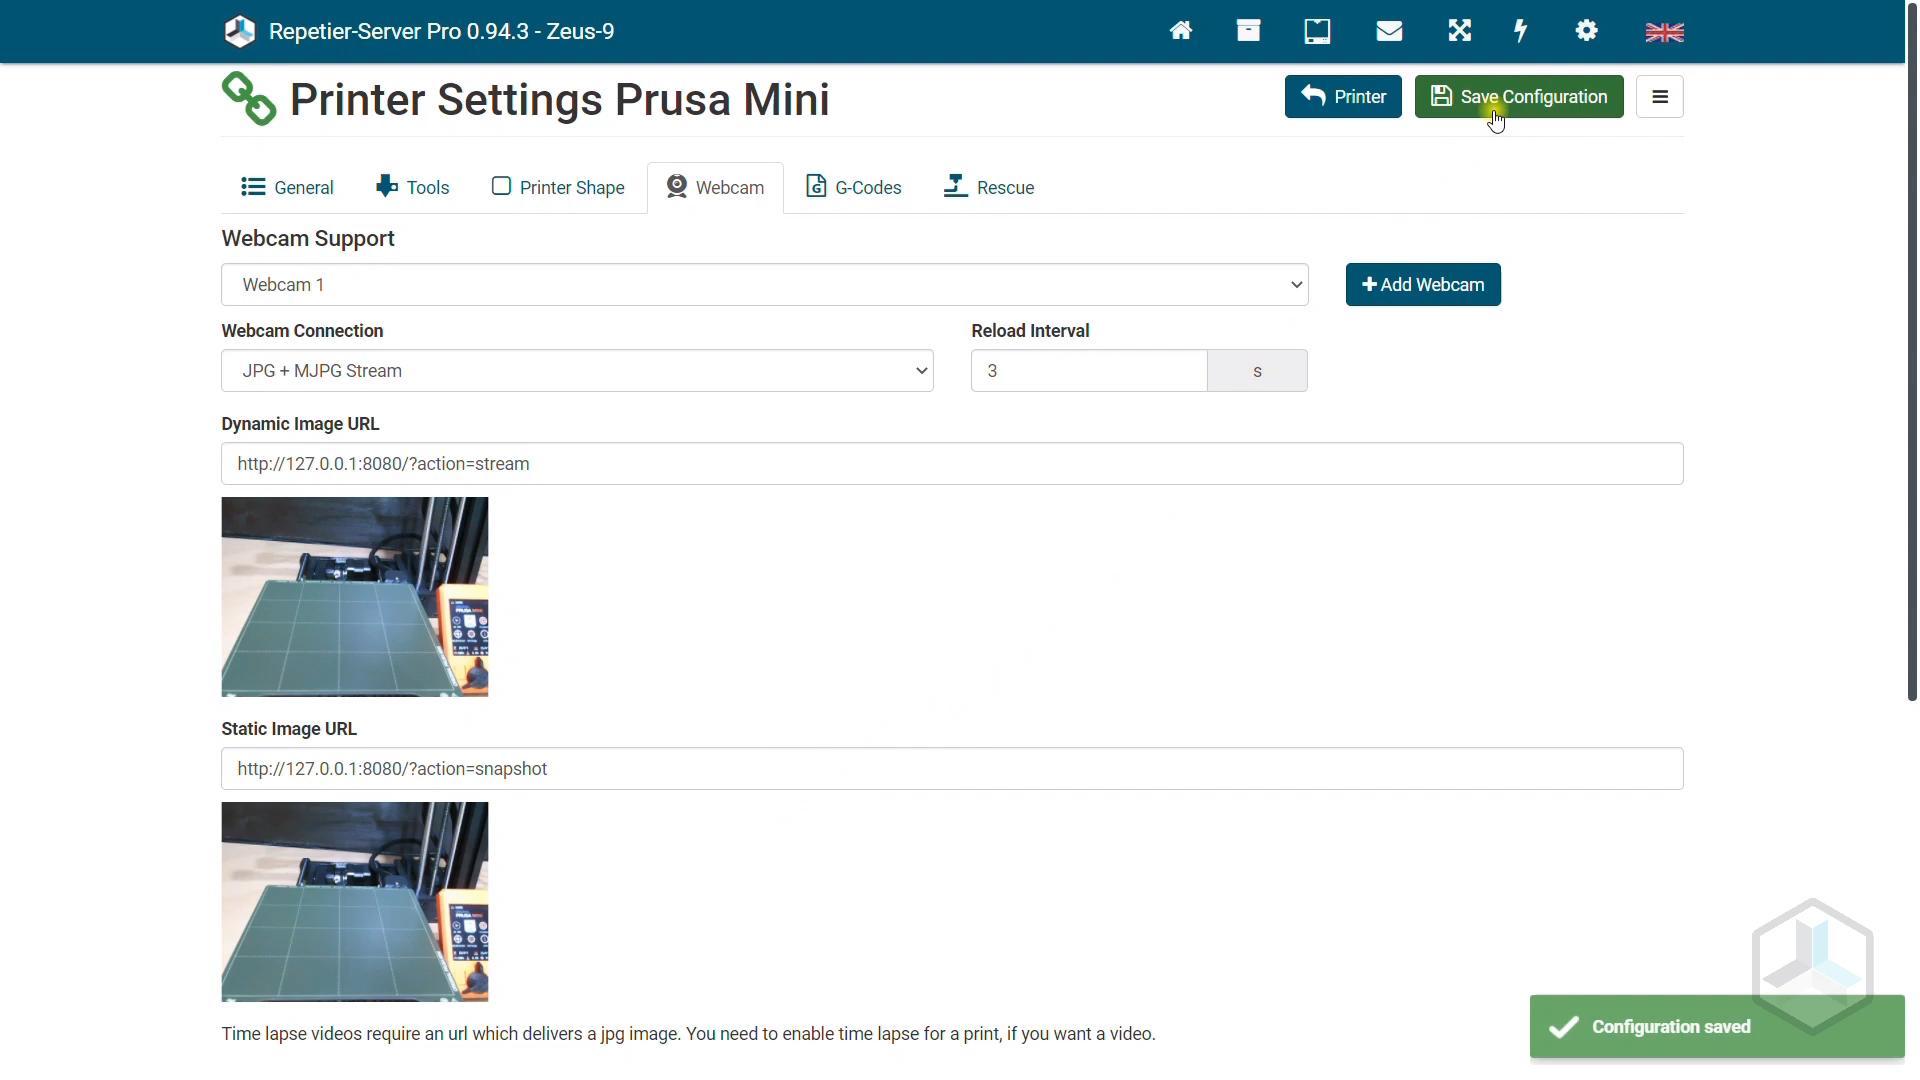 Repetier-Server Pro 0.94.3 - Zeus-9
Printer Settings Prusa Mini
Printer
Save Configuration
General
Tools
Printer Shape
Webcam
G-Codes
Rescue
Webcam Support
Webcam 1
Add Webcam
Webcam Connection
Reload Interval
JPG + MJPG Stream
3
s
Dynamic Image URL
http://127.0.0.1:8080/?action=stream
Static Image URL
http://127.0.0.1:8080/?action=snapshot
Time lapse videos require an url which delivers a jpg image. You need to enable time lapse for a print, if you want a video.
Configuration saved